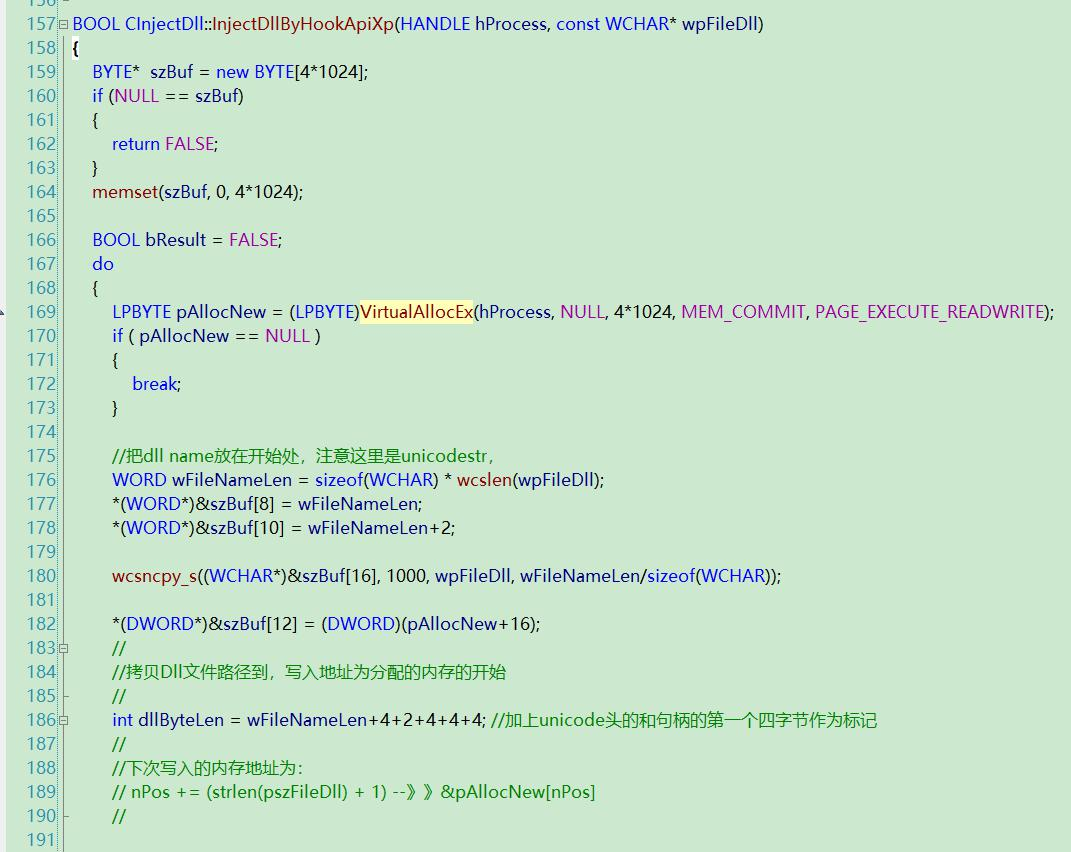 157 BOOL CInjectDll::InjectDllByHookApiXp(HANDLE hProcess, const WCHAR* wpFileDll)
158 {
159 BYTE*  szBuf = new BYTE[4*1024];
160 if (NULL == szBuf)
161 {
162 return FALSE;
163 }
164 memset(szBuf, 0, 4*1024);
165
166 BOOL bResult = FALSE;
167 do
168 {
169 LPBYTE pAllocNew = (LPBYTE)VirtualAllocEx(hProcess, NULL, 4*1024, MEM_COMMIT, PAGE_EXECUTE_READWRITE);
170 if ( pAllocNew == NULL )
171 {
172 break;
173 }
174
175 //把dll name放在开始处，注意这里是unicodestr，
176 WORD wFileNameLen = sizeof(WCHAR) * wcslen(wpFileDll);
177 *(WORD*)&szBuf[8] = wFileNameLen;
178 *(WORD*)&szBuf[10] = wFileNameLen+2;
179
180 wcsncpy_s((WCHAR*)&szBuf[16], 1000, wpFileDll, wFileNameLen/sizeof(WCHAR));
181
182 *(DWORD*)&szBuf[12] = (DWORD)(pAllocNew+16);
183 //
184 //拷贝Dll文件路径到，写入地址为分配的内存的开始
185 //
186 int dllByteLen = wFileNameLen+4+2+4+4+4; //加上unicode头的和句柄的第一个四字节作为标记
187 //
188 //下次写入的内存地址为：
189 // nPos += (strlen(pszFileDll) + 1) --》》&pAllocNew[nPos]
190 //
191